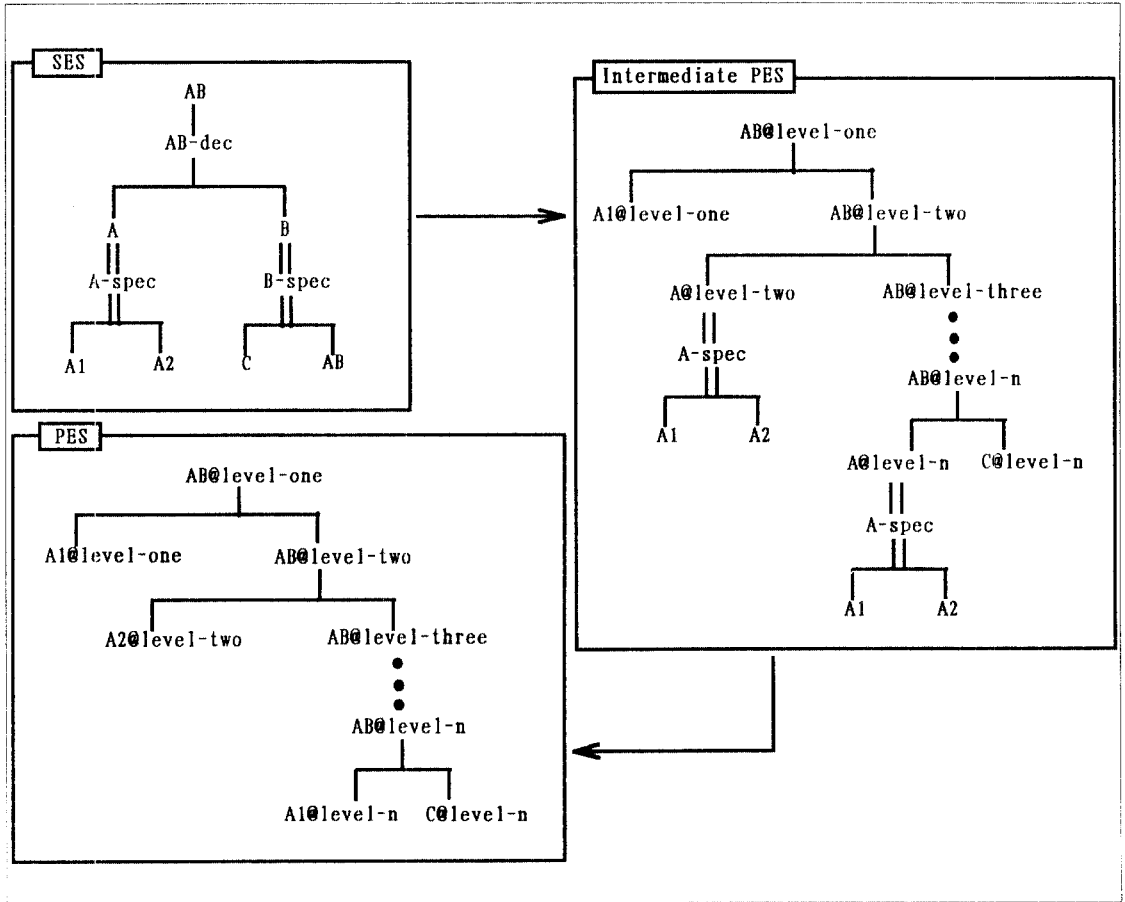 SES
AB
AB-dec
A B
A-spec B-spec
A1 A2 C AB
Intermediate PES
AB@level-one
A1@level-one AB@level-two
A@level-two AB@level-three
A-spec
AB@level-n
A1 A2
A@level-n C@level-n
A-spec
A1 A2
PES
AB@level-one
A1@level-one AB@level-two
A2@level-two AB@level-three
AB@level-n
A1@level-n C@level-n